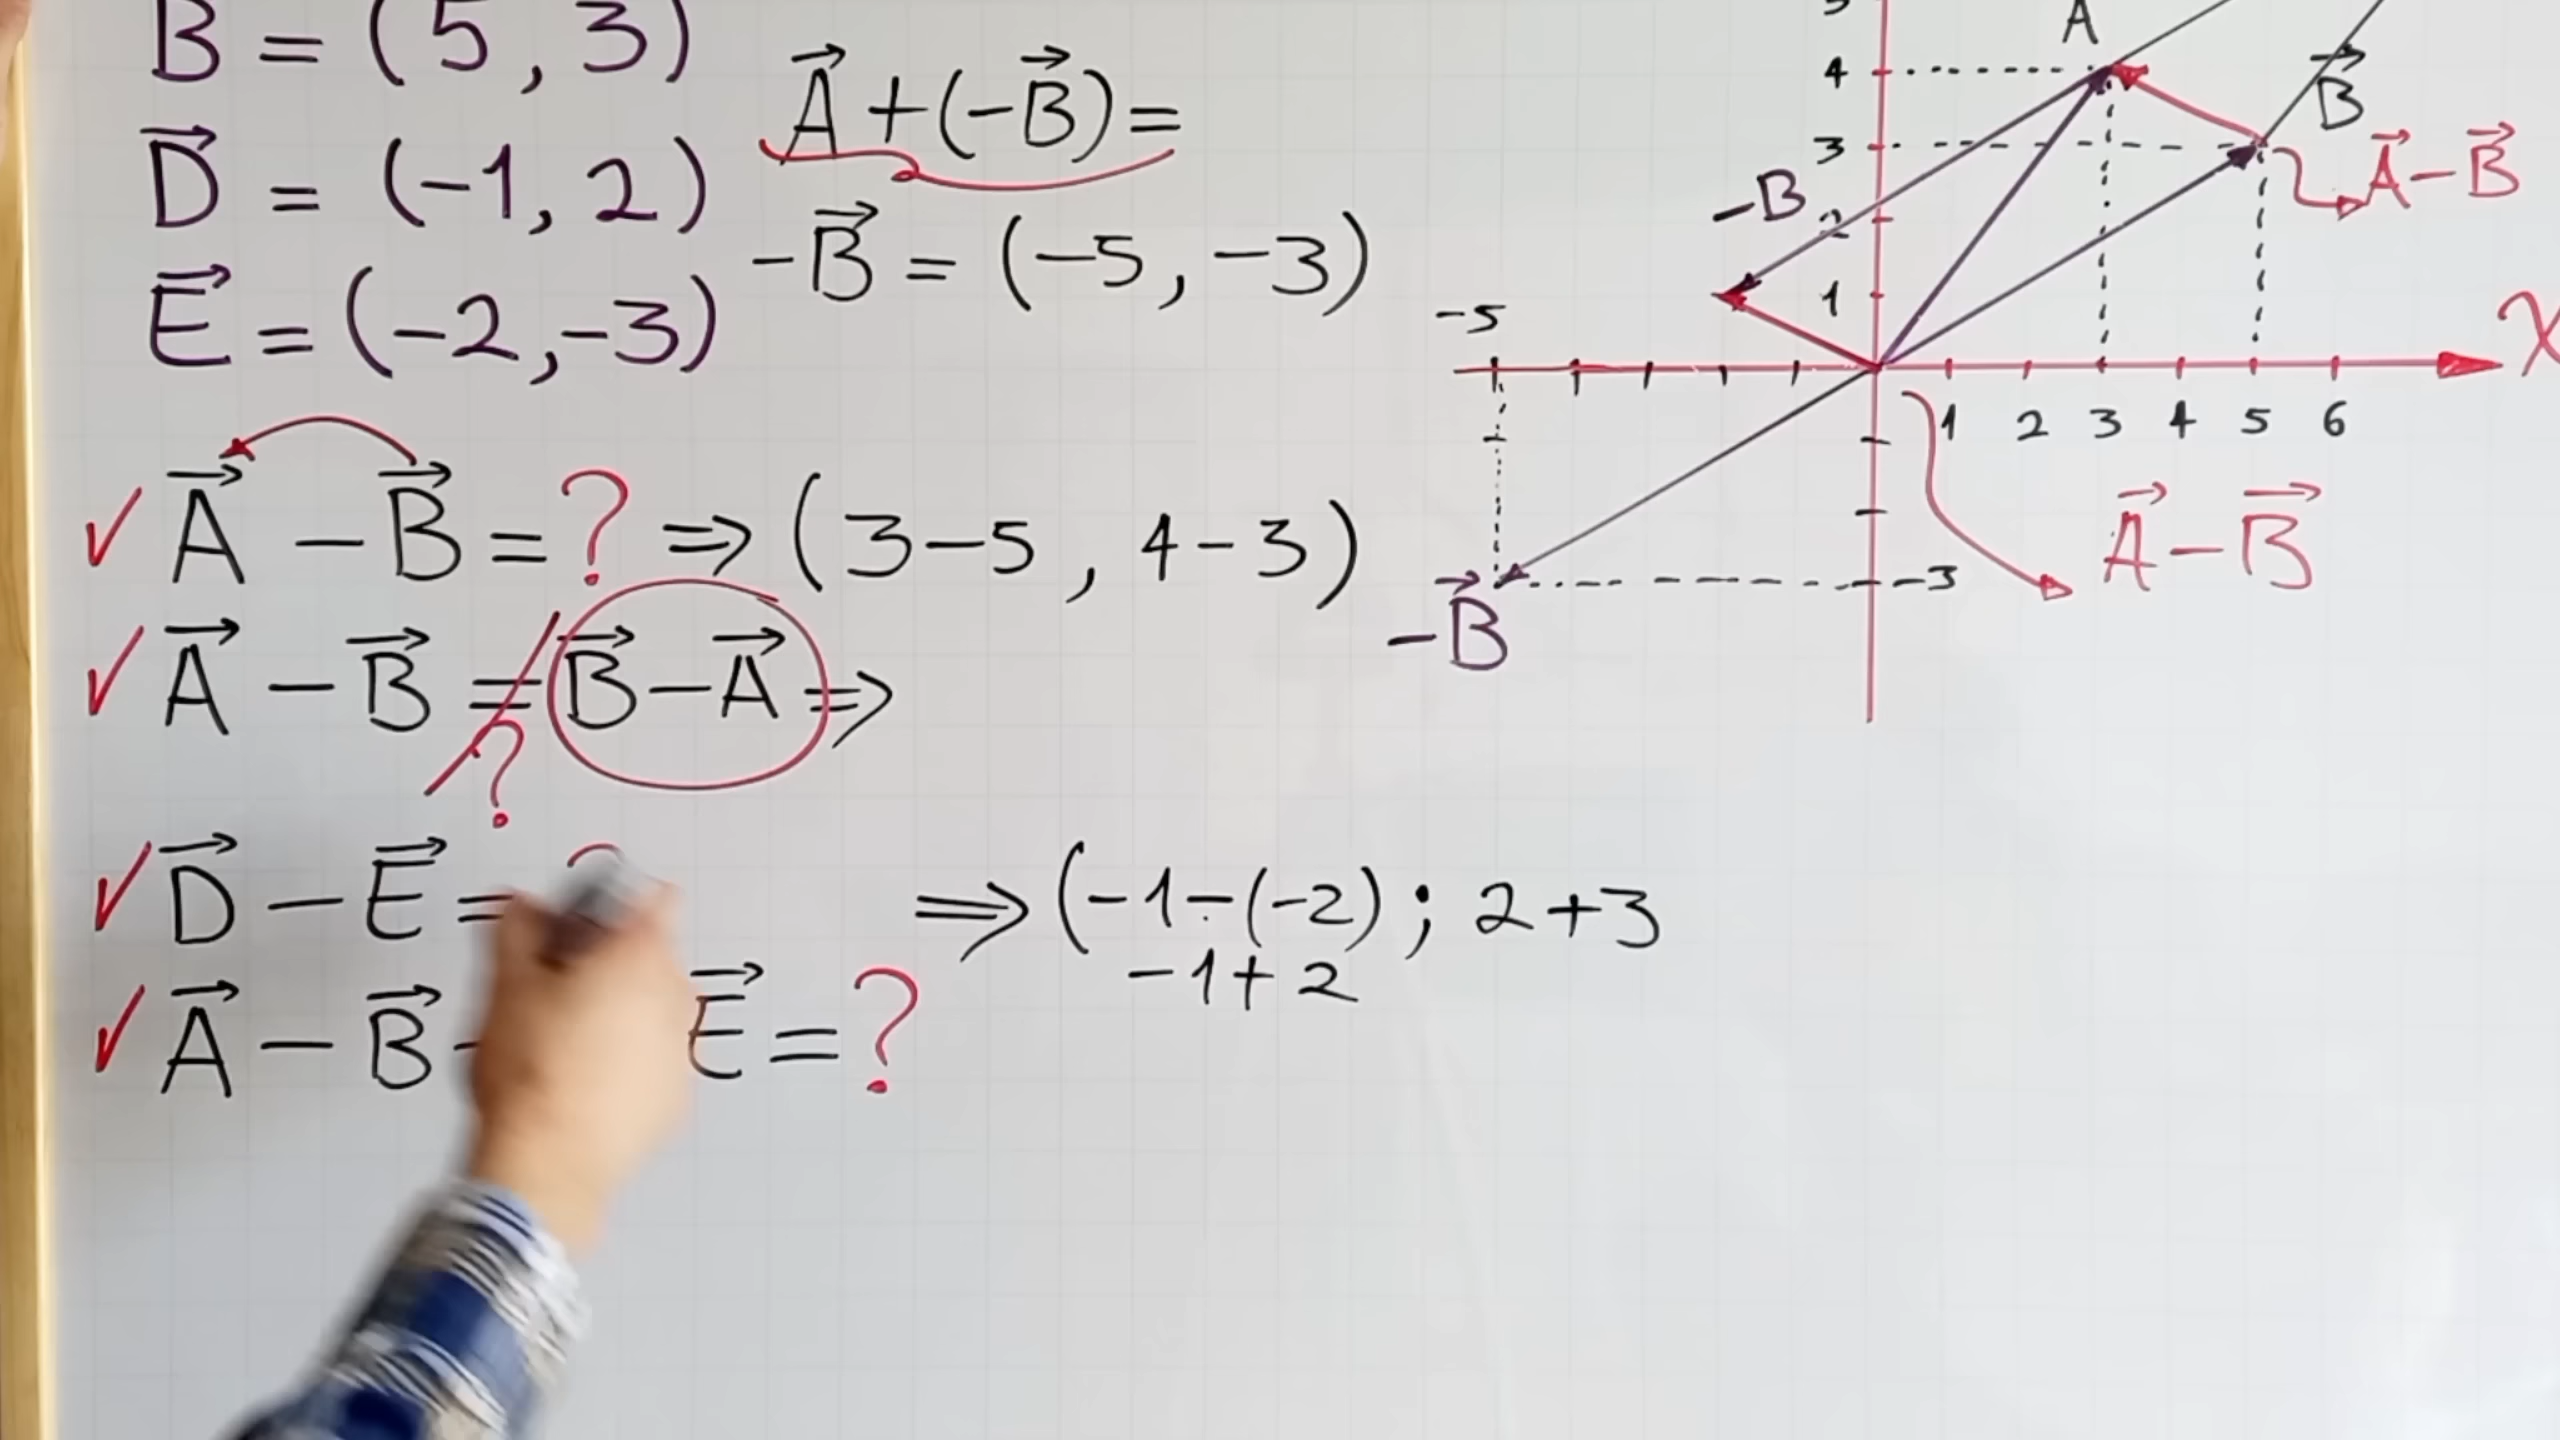 B = (5, 3)
A + (-B) =
D = (-1, 2)
-B = (-5, -3)
E = (-2, -3)
A - B = ? ⇒ (3-5, 4-3)
A - B = B - A ⇒
?
D - E =
⇒ (-1-(-2); 2+3
-1+2
A - B
E = ?
A
4
B
3
A - B
-B
2
1
-5
X
1 2 3 4 5 6
A - B
-3
-B